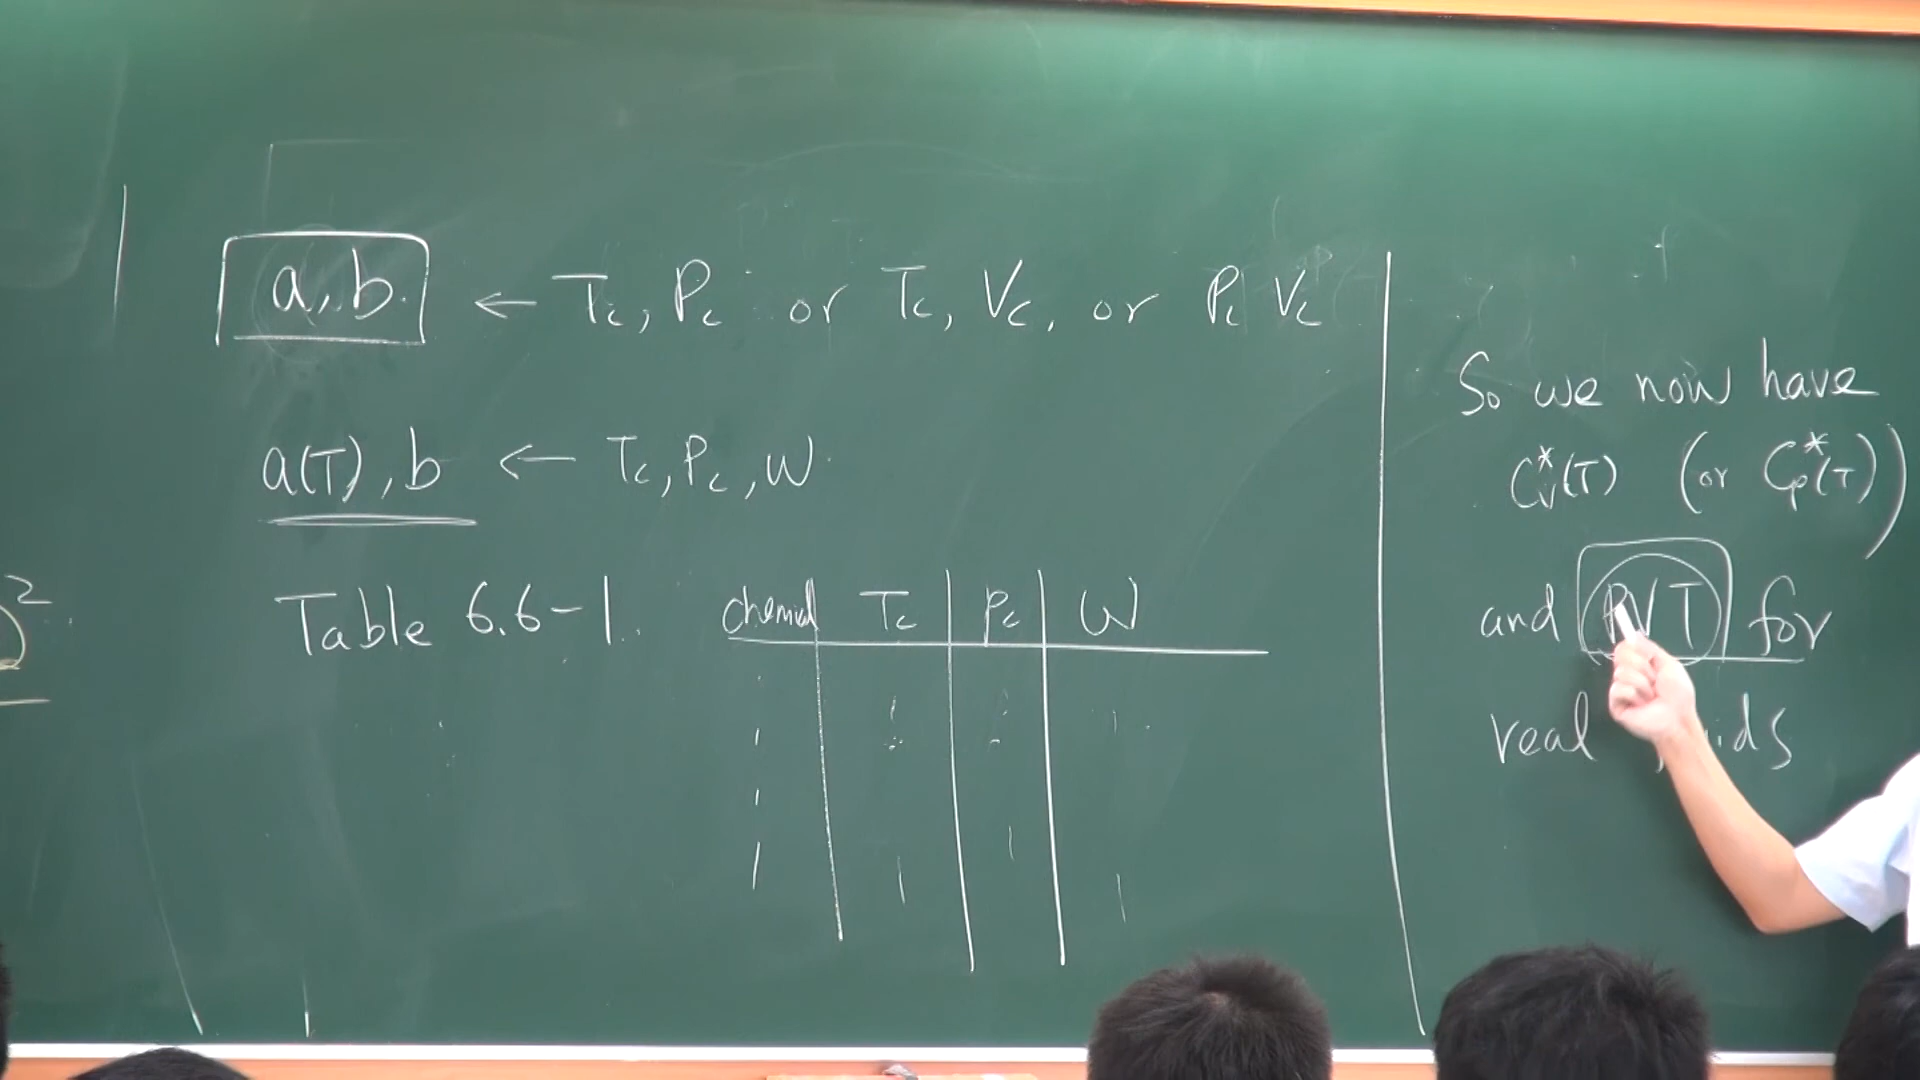 a, b. ← Tc, Pc or Tc, Vc, or Pc Vc
a(T), b ← Tc, Pc, W
Table 6.6-1. chemical Tc Pc W
So we now have
Cv*(T) (or Cp*(T))
and PVT for
real
2